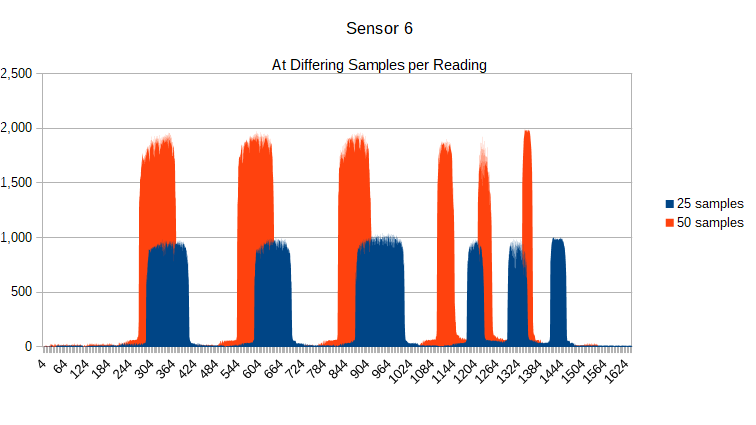 Sensor 6
At Differing Samples per Reading
2,500
2,000
1,500
1,000
500
0
25 samples
50 samples
4 64 124 184 244 304 364 424 484 544 604 664 724 784 844 904 964 1024 1084 1144 1204 1264 1324 1384 1444 1504 1564 1624